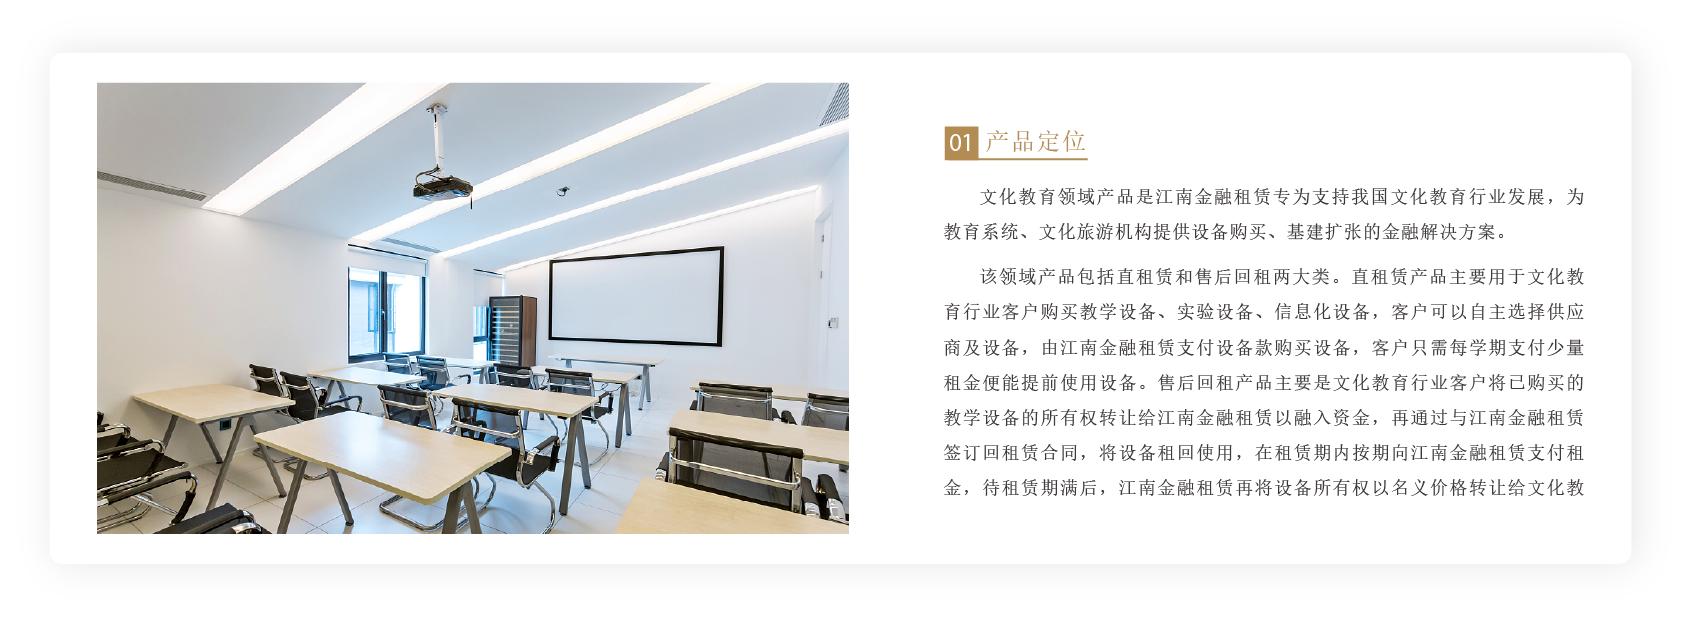 01 产品定位
文化教育领域产品是江南金融租赁专为支持我国文化教育行业发展，为
教育系统、文化旅游机构提供设备购买、基建扩张的金融解决方案。
该领域产品包括直租赁和售后回租两大类。直租赁产品主要用于文化教
育行业客户购买教学设备、实验设备、信息化设备，客户可以自主选择供应
商及设备，由江南金融租赁支付设备款购买设备，客户只需每学期支付少量
租金便能提前使用设备。售后回租产品主要是文化教育行业客户将已购买的
教学设备的所有权转让给江南金融租赁以融入资金，再通过与江南金融租赁
签订回租赁合同，将设备租回使用，在租赁期内按期向江南金融租赁支付租
金，待租赁期满后，江南金融租赁再将设备所有权以名义价格转让给文化教